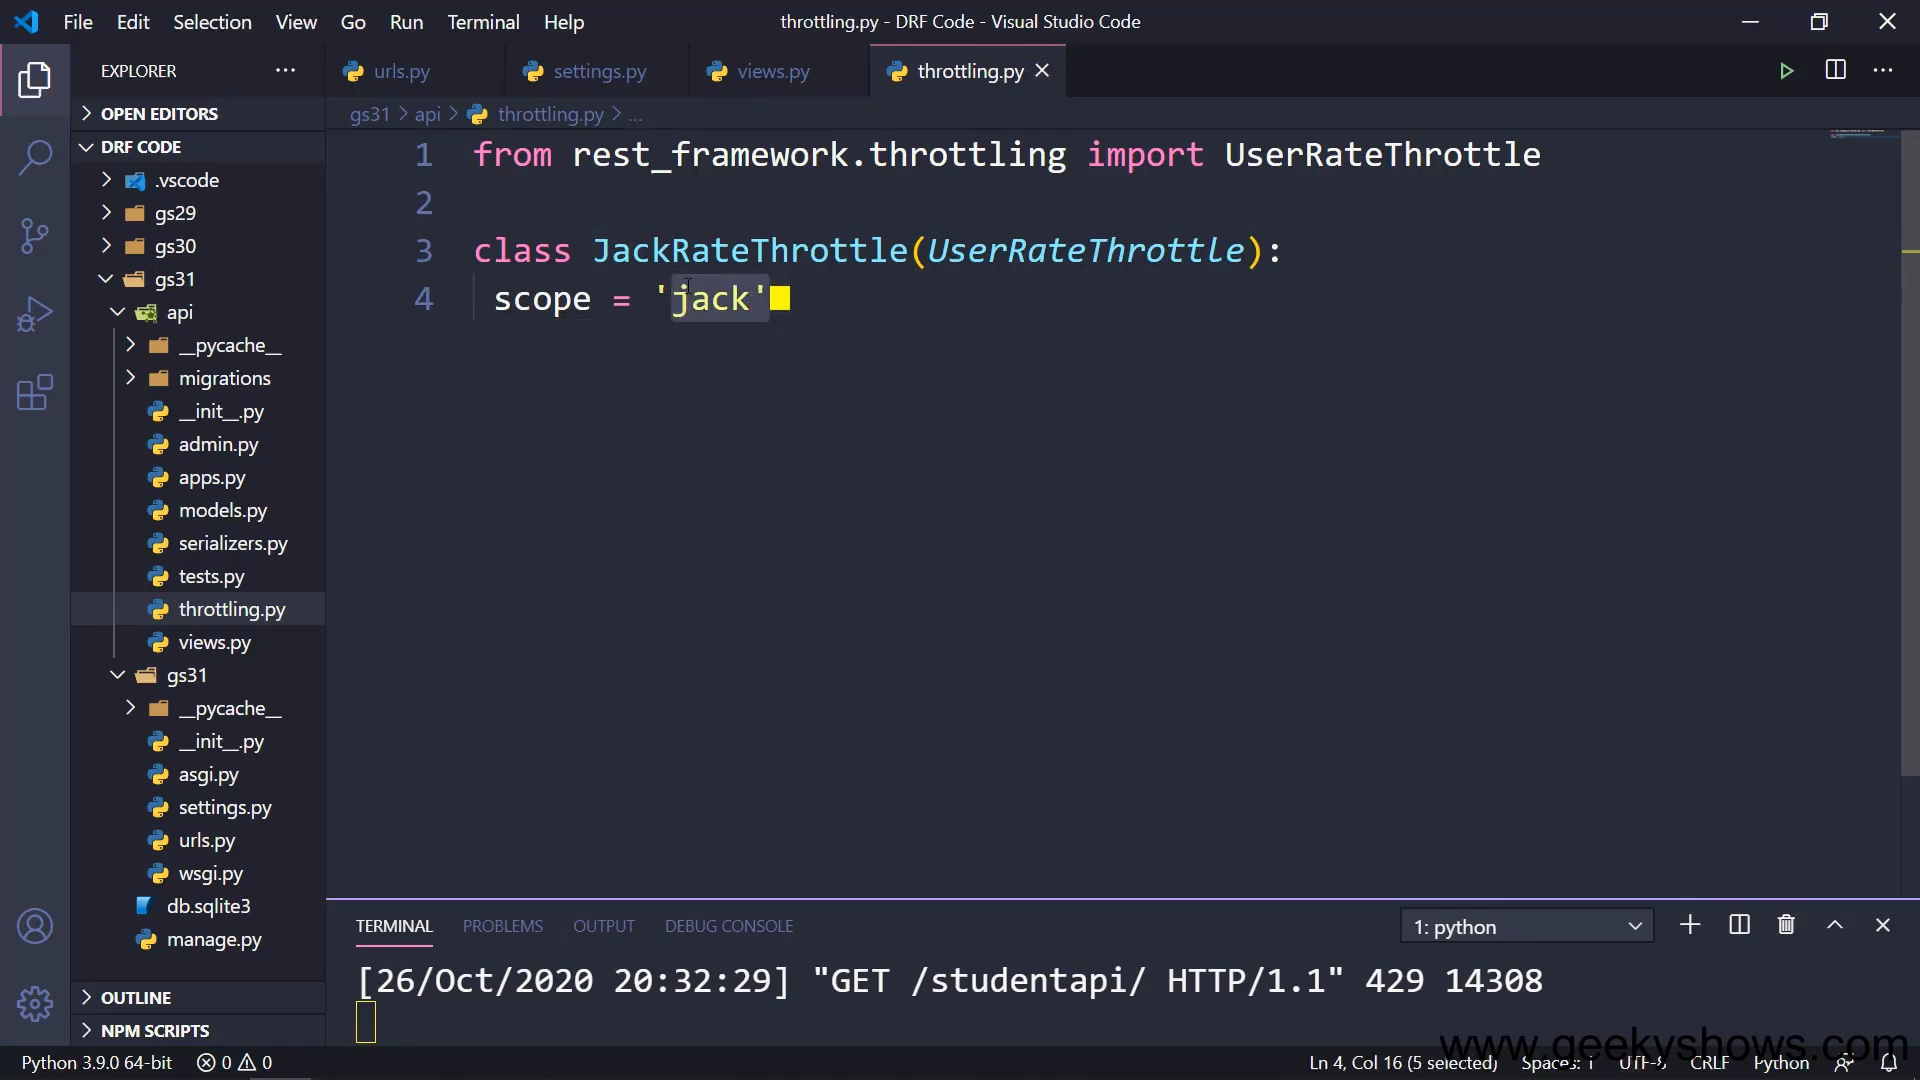 File Edit Selection View Go Run Terminal Help throttling.py - DRF Code - Visual Studio Code
EXPLORER
urls.py settings.py views.py throttling.py
OPEN EDITORS
gs31 > api > throttling.py > ...
DRF CODE
.vscode
gs29
gs30
gs31
api
__pycache__
migrations
__init__.py
admin.py
apps.py
models.py
serializers.py
tests.py
throttling.py
views.py
gs31
__pycache__
__init__.py
asgi.py
settings.py
urls.py
wsgi.py
db.sqlite3
manage.py
OUTLINE
NPM SCRIPTS
1 from rest_framework.throttling import UserRateThrottle
2
3 class JackRateThrottle(UserRateThrottle):
4 scope = 'jack'
TERMINAL PROBLEMS OUTPUT DEBUG CONSOLE 1: python
[26/Oct/2020 20:32:29] "GET /studentapi/ HTTP/1.1" 429 14308
www.geekyshows.com
Python 3.9.0 64-bit 0 0 Ln 4, Col 16 (5 selected) Spaces: 1 UTF-8 CRLF Python